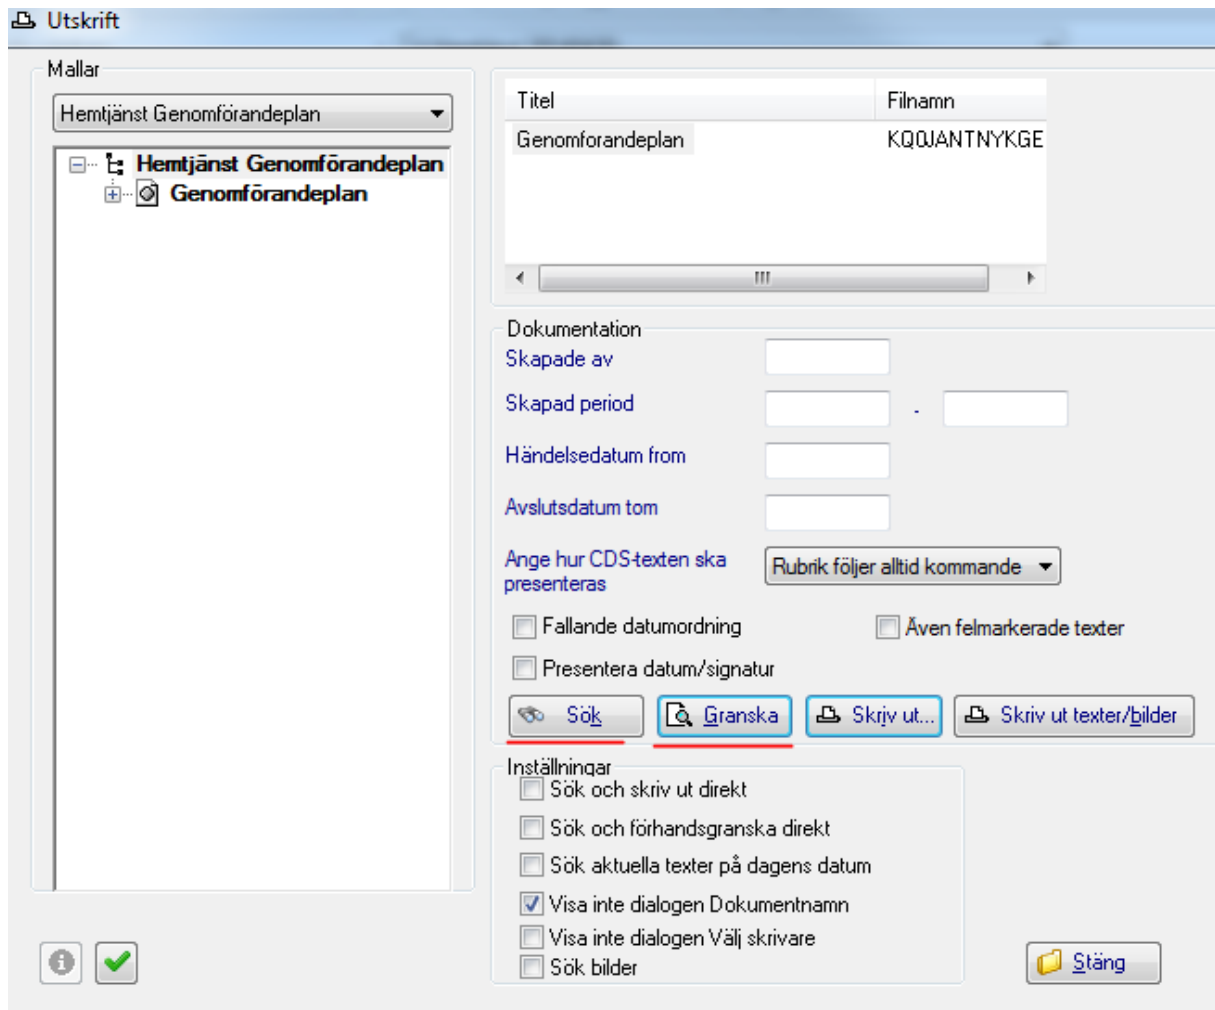 Utskrift
Mallar
Hemtjänst Genomförandeplan
Hemtjänst Genomförandeplan
Genomförandeplan
Titel Filnamn
Genomforandeplan KQOJANTNYKGE
Dokumentation
Skapade av
Skapad period -
Händelsedatum from
Avslutsdatum tom
Ange hur CDS-texten ska
presenteras
Rubrik följer alltid kommande
Fallande datumordning Även felmarkerade texter
Presentera datum/signatur
Sök Granska Skriv ut... Skriv ut texter/bilder
Inställningar
Sök och skriv ut direkt
Sök och förhandsgranska direkt
Sök aktuella texter på dagens datum
Visa inte dialogen Dokumentnamn
Visa inte dialogen Välj skrivare
Sök bilder
Stäng